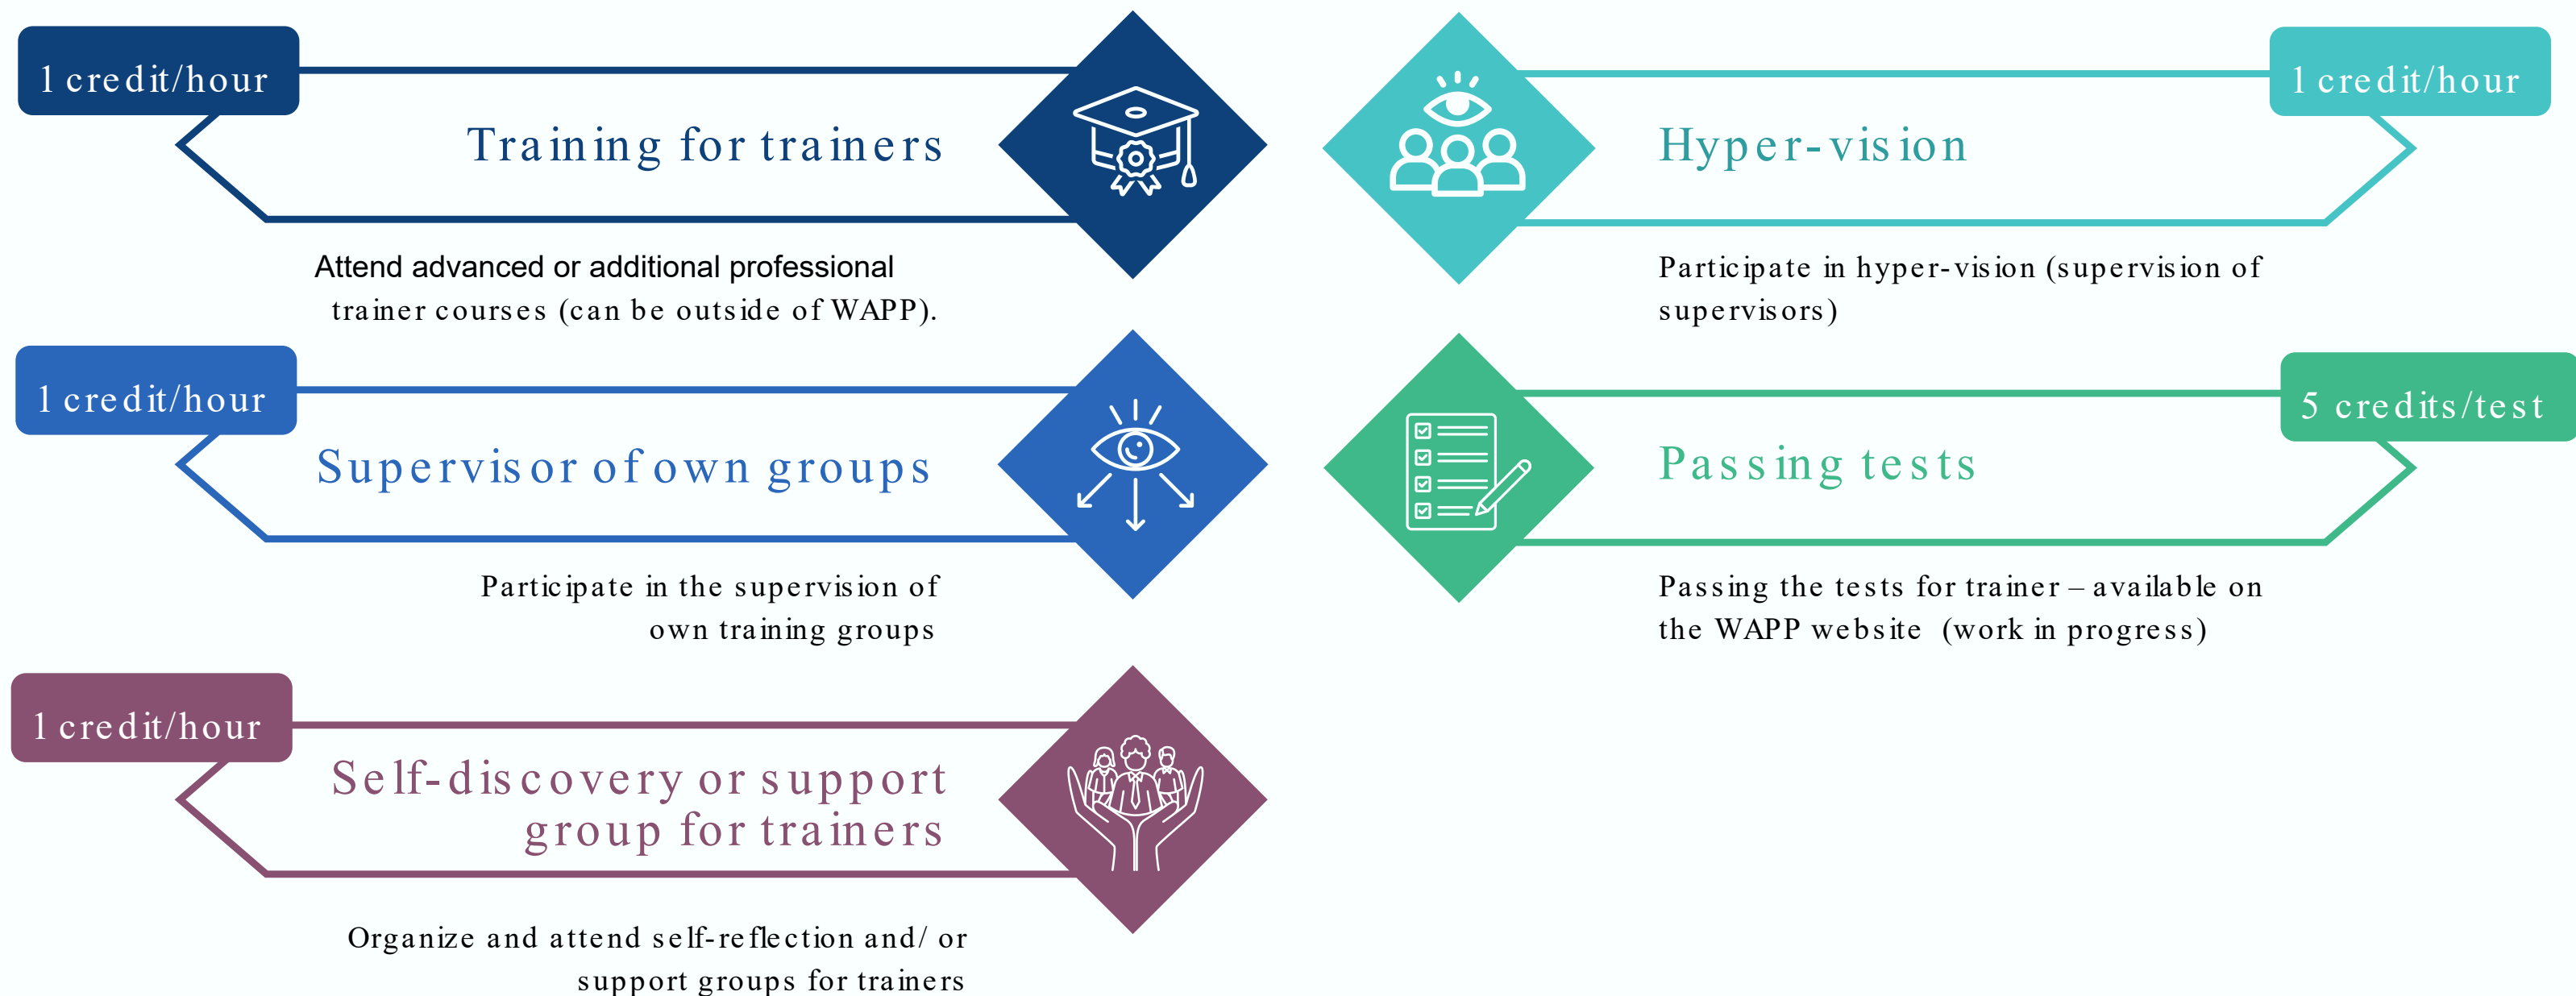 1 credit/hour
Training for trainers
Attend advanced or additional professional
trainer courses (can be outside of WAPP).
1 credit/hour
Hyper-vision
Participate in hyper-vision (supervision of
supervisors)
1 credit/hour
Supervisor of own groups
Participate in the supervision of
own training groups
5 credits/test
Passing tests
Passing the tests for trainer – available on
the WAPP website (work in progress)
1 credit/hour
Self-discovery or support
group for trainers
Organize and attend self-reflection and/ or
support groups for trainers